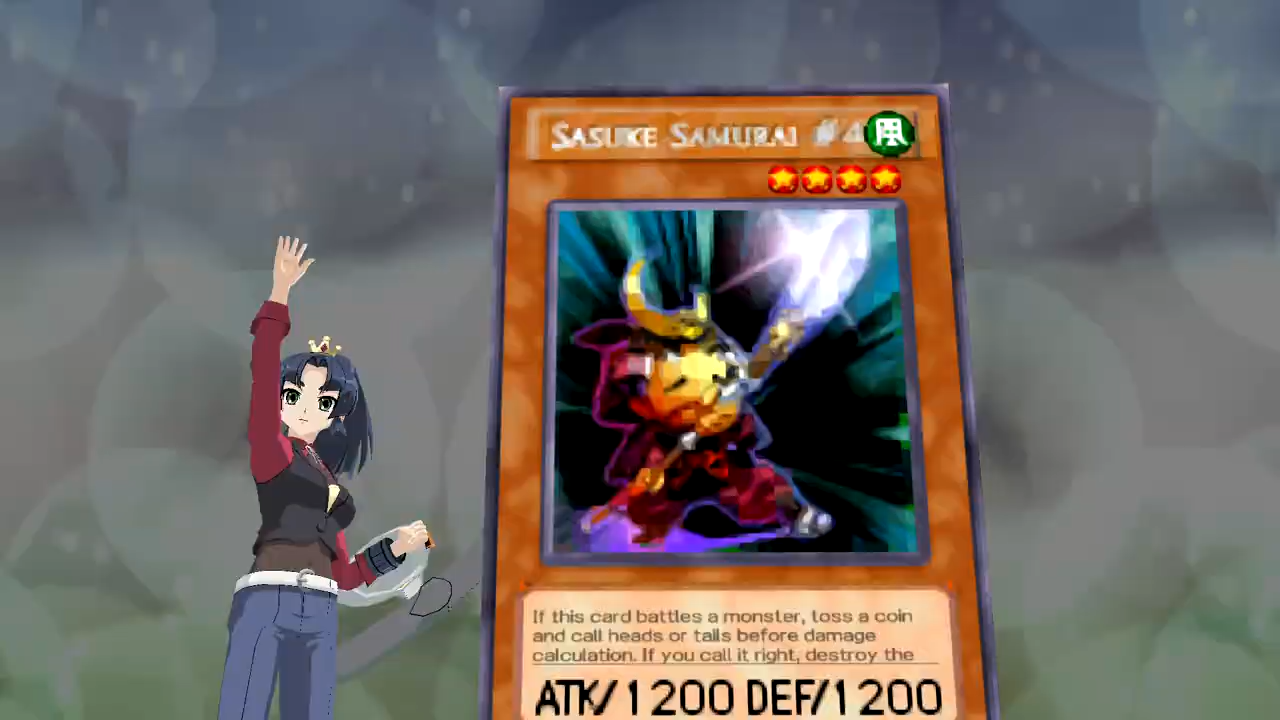 SASUKE SAMURAI #4
風
If this card battles a monster, toss a coin
and call heads or tails before damage
calculation. If you call it right, destroy the
ATK/1200 DEF/1200